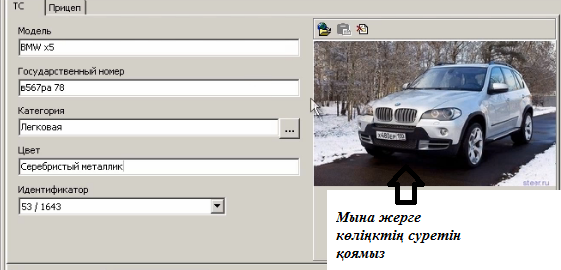 ТС
Прицеп
Модель
BMW x5
Государственный номер
в567ра 78
Категория
Легковая
...
Цвет
Серебристый металлик
Идентификатор
53 / 1643
steer.ru
Мына жерге
көліңктің суретін
қоямыз